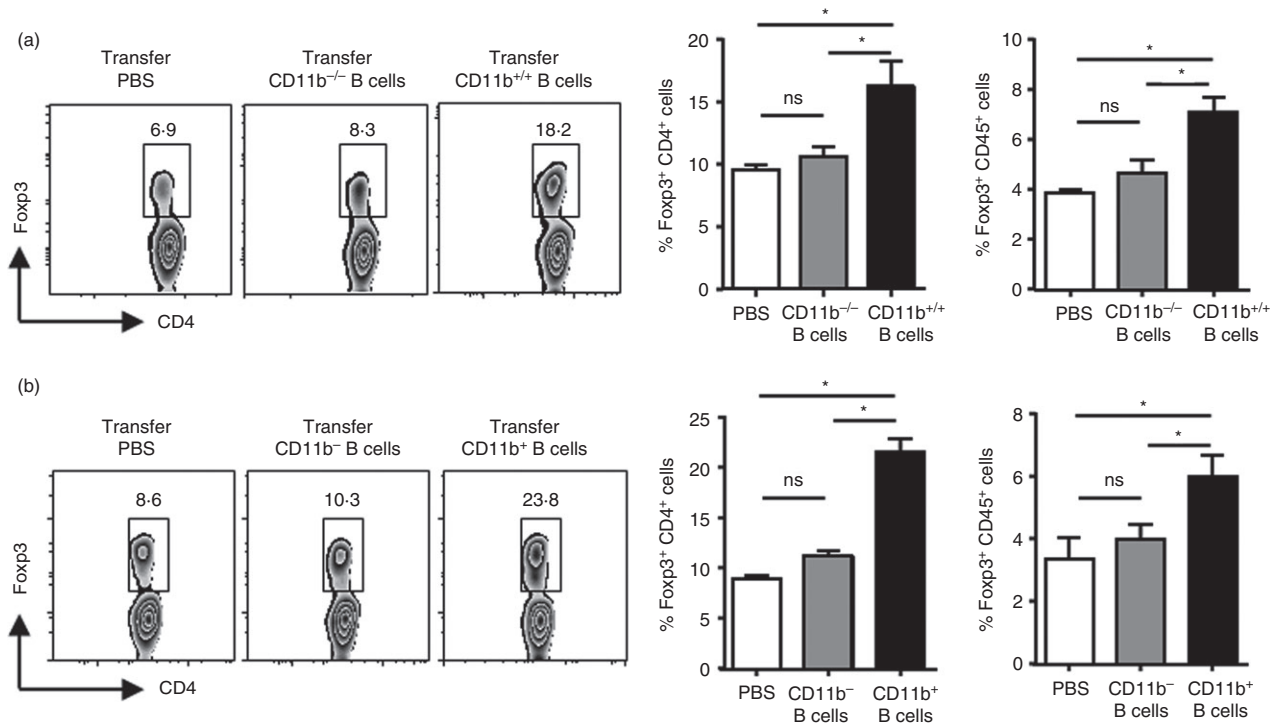 (a)
Transfer
PBS
Transfer
CD11b⁻/⁻ B cells
Transfer
CD11b⁺/⁺ B cells
6·9
8·3
18·2
Foxp3
CD4
% Foxp3⁺ CD4⁺ cells
20
15
10
5
0
*
*
ns
PBS
CD11b⁻/⁻
B cells
CD11b⁺/⁺
B cells
% Foxp3⁺ CD45⁺ cells
10
8
6
4
2
0
*
*
ns
PBS
CD11b⁻/⁻
B cells
CD11b⁺/⁺
B cells
(b)
Transfer
PBS
Transfer
CD11b⁻ B cells
Transfer
CD11b⁺ B cells
8·6
10·3
23·8
Foxp3
CD4
% Foxp3⁺ CD4⁺ cells
25
20
15
10
5
0
*
*
ns
PBS
CD11b⁻
B cells
CD11b⁺
B cells
% Foxp3⁺ CD45⁺ cells
8
6
4
2
0
*
*
ns
PBS
CD11b⁻
B cells
CD11b⁺
B cells